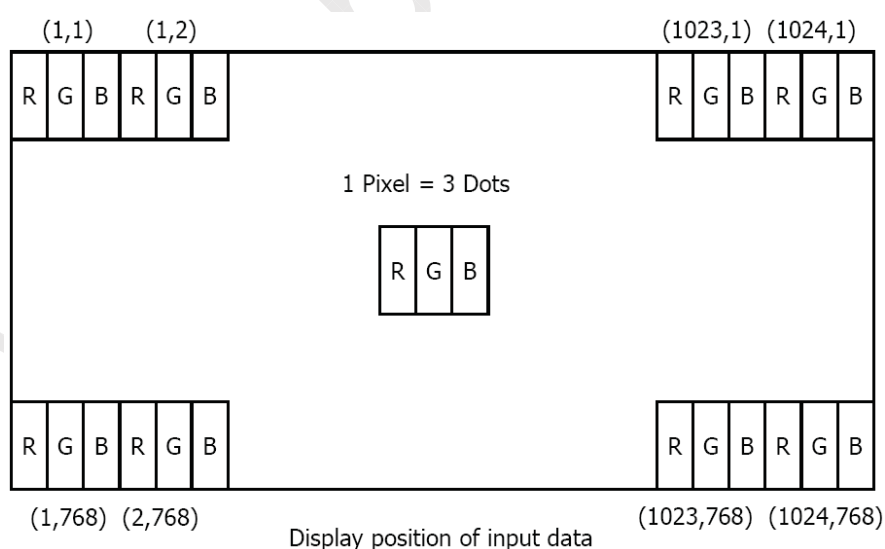 (1,1) (1,2) (1023,1) (1024,1)
R G B R G B R G B R G B
1 Pixel = 3 Dots
R G B
R G B R G B R G B R G B
(1,768) (2,768) (1023,768) (1024,768)
Display position of input data